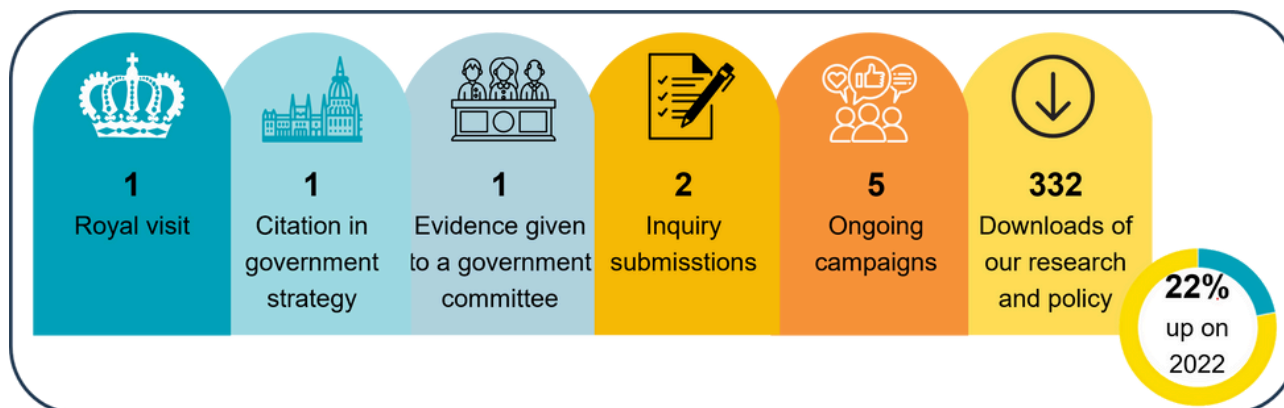 1
Royal visit
1
Citation in
government
strategy
1
Evidence given
to a government
committee
2
Inquiry
submisstions
5
Ongoing
campaigns
332
Downloads of
our research
and policy
22%
up on
2022